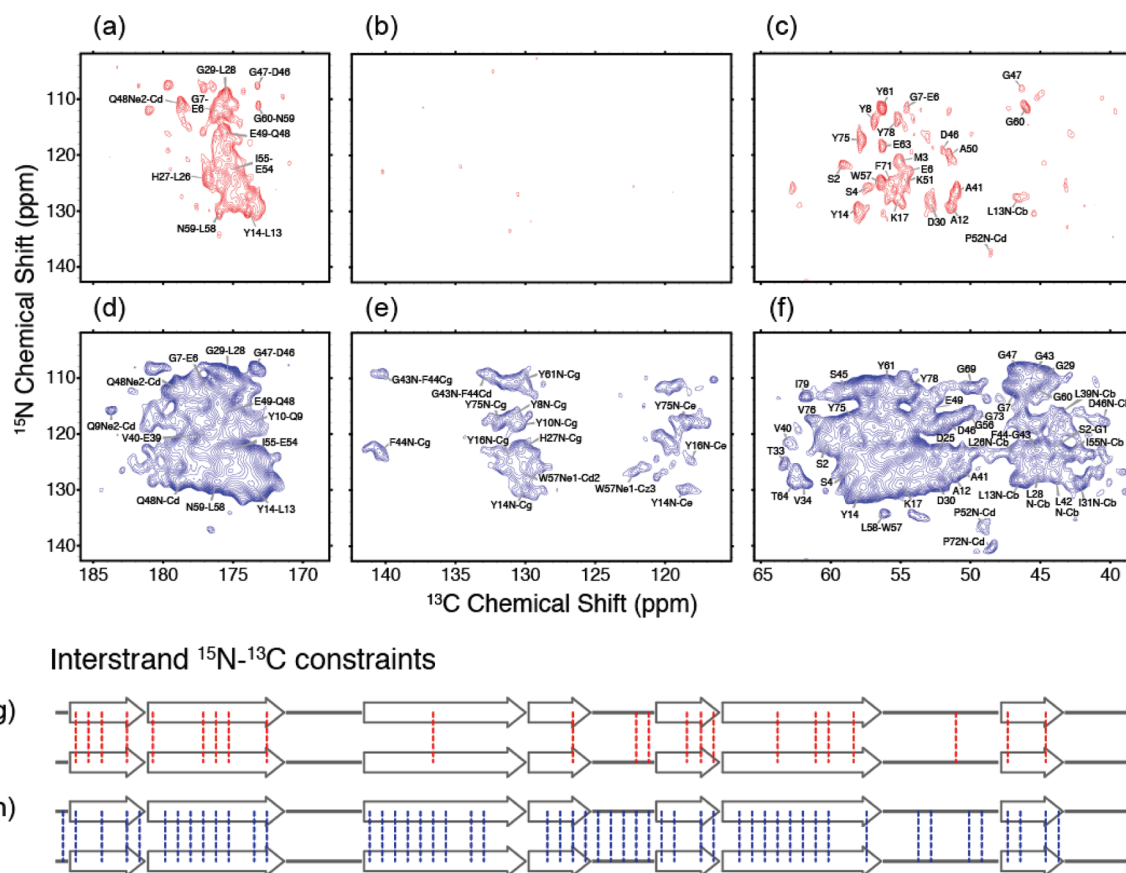 (a)
(b)
(c)
G29-L28
G47-D46
Q48Ne2-Cd
G7-
E6
G60-N59
E49-Q48
I55-
E54
H27-L26
N59-L58
Y14-L13
110
120
130
140
G47
Y61
G7-E6
Y8
G60
Y75
Y78
D46
E63
A50
M3
F71
E6
S2
W57
K51
S4
A41
L13N-Cb
Y14
K17
D30
A12
P52N-Cd
15N Chemical Shift (ppm)
(d)
(e)
(f)
G29-L28
G7-E6
G47-D46
Q48Ne2-Cd
E49-Q48
Y10-Q9
Q9Ne2-Cd
V40-E39
I55-E54
Q48N-Cd
N59-L58
Y14-L13
110
120
130
140
G43N-F44Cg
Y61N-Cg
G43N-F44Cd
Y75N-Cg
Y8N-Cg
Y75N-Ce
Y10N-Cg
F44N-Cg
Y16N-Cg
H27N-Cg
Y16N-Ce
W57Ne1-Cd2
W57Ne1-Cz3
Y14N-Cg
Y14N-Ce
G47
G43
S45
Y61
G29
I79
Y78
G69
L39N-Cb
G60
E49
G7
V76
Y75
G73
G56
D46
V40
S2-G1
D25
F44-G43
L26N-Cb
I55N-Cb
T33
S2
S4
A12
L13N-Cb
L28
N-Cb
L42
N-Cb
I31N-Cb
T64
V34
Y14
K17
D30
L58-W57
P52N-Cd
P72N-Cd
185 180 175 170
140 135 130 125 120
65 60 55 50 45 40
13C Chemical Shift (ppm)
Interstrand 15N-13C constraints